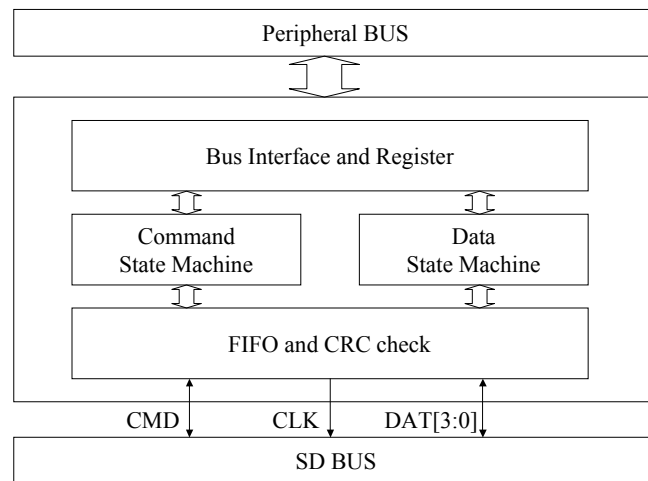 Peripheral BUS
Bus Interface and Register
Command
State Machine
Data
State Machine
FIFO and CRC check
CMD
CLK
DAT[3:0]
SD BUS